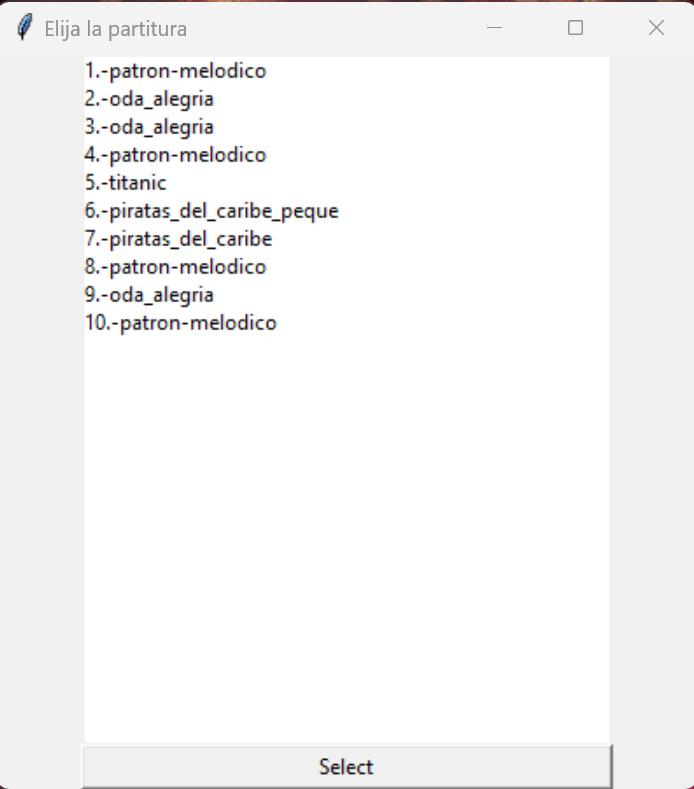 Elija la partitura
1.-patron-melodico
2.-oda_alegria
3.-oda_alegria
4.-patron-melodico
5.-titanic
6.-piratas_del_caribe_peque
7.-piratas_del_caribe
8.-patron-melodico
9.-oda_alegria
10.-patron-melodico
Select